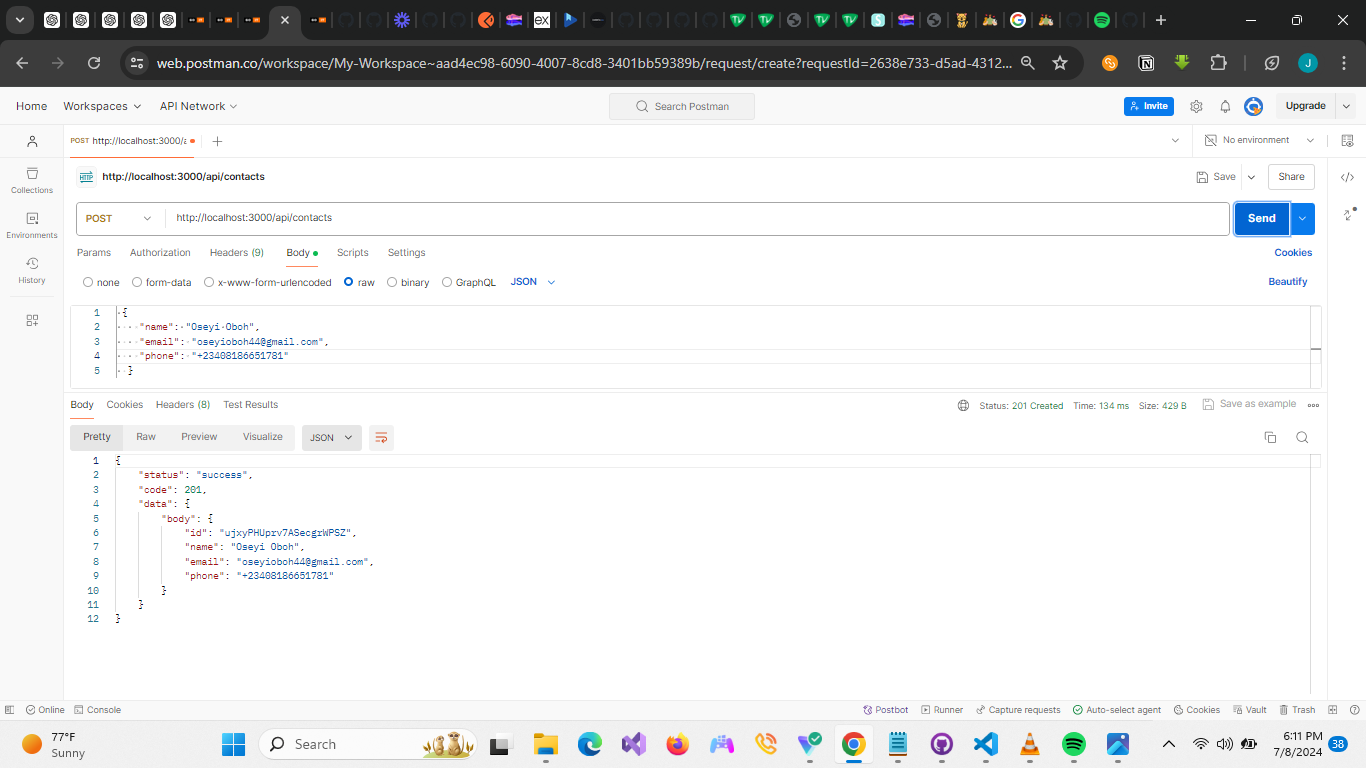 web.postman.co/workspace/My-Workspace~aad4ec98-6090-4007-8cd8-3401bb59389b/request/create?requestId=2638e733-d5ad-4312...
J
Home Workspaces API Network Search Postman Invite Upgrade
POST http://localhost:3000/a No environment
HTTP http://localhost:3000/api/contacts Save Share
Collections
Environments
History
POST http://localhost:3000/api/contacts Send
Params Authorization Headers (9) Body Scripts Settings Cookies
none form-data x-www-form-urlencoded raw binary GraphQL JSON Beautify
1 {
2 "name": "Oseyi Oboh",
3 "email": "oseyioboh44@gmail.com",
4 "phone": "+23408186651781"
5 }
Body Cookies Headers (8) Test Results Status: 201 Created Time: 134 ms Size: 429 B Save as example
Pretty Raw Preview Visualize JSON
1 {
2 "status": "success",
3 "code": 201,
4 "data": {
5 "body": {
6 "id": "ujxyPHUprv7ASecgrWPSZ",
7 "name": "Oseyi Oboh",
8 "email": "oseyioboh44@gmail.com",
9 "phone": "+23408186651781"
10 }
11 }
12 }
Online Console Postbot Runner Capture requests Auto-select agent Cookies Vault Trash
77°F
Sunny
Search
6:11 PM
7/8/2024
38